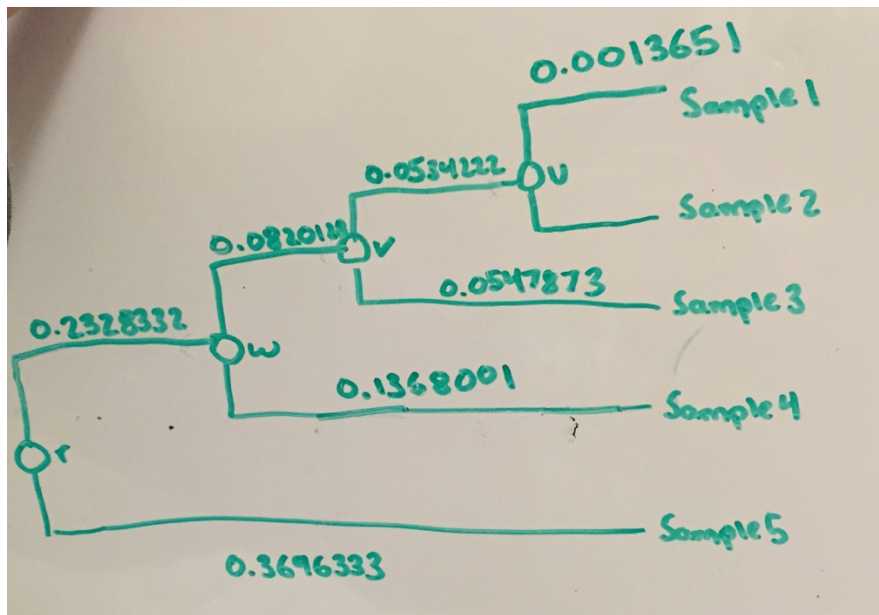 0.0013651
Sample 1
0.0534222
U
Sample 2
0.0820128
V
0.0547873
Sample 3
0.2328332
w
0.1368001
Sample 4
r
Sample 5
0.3696333